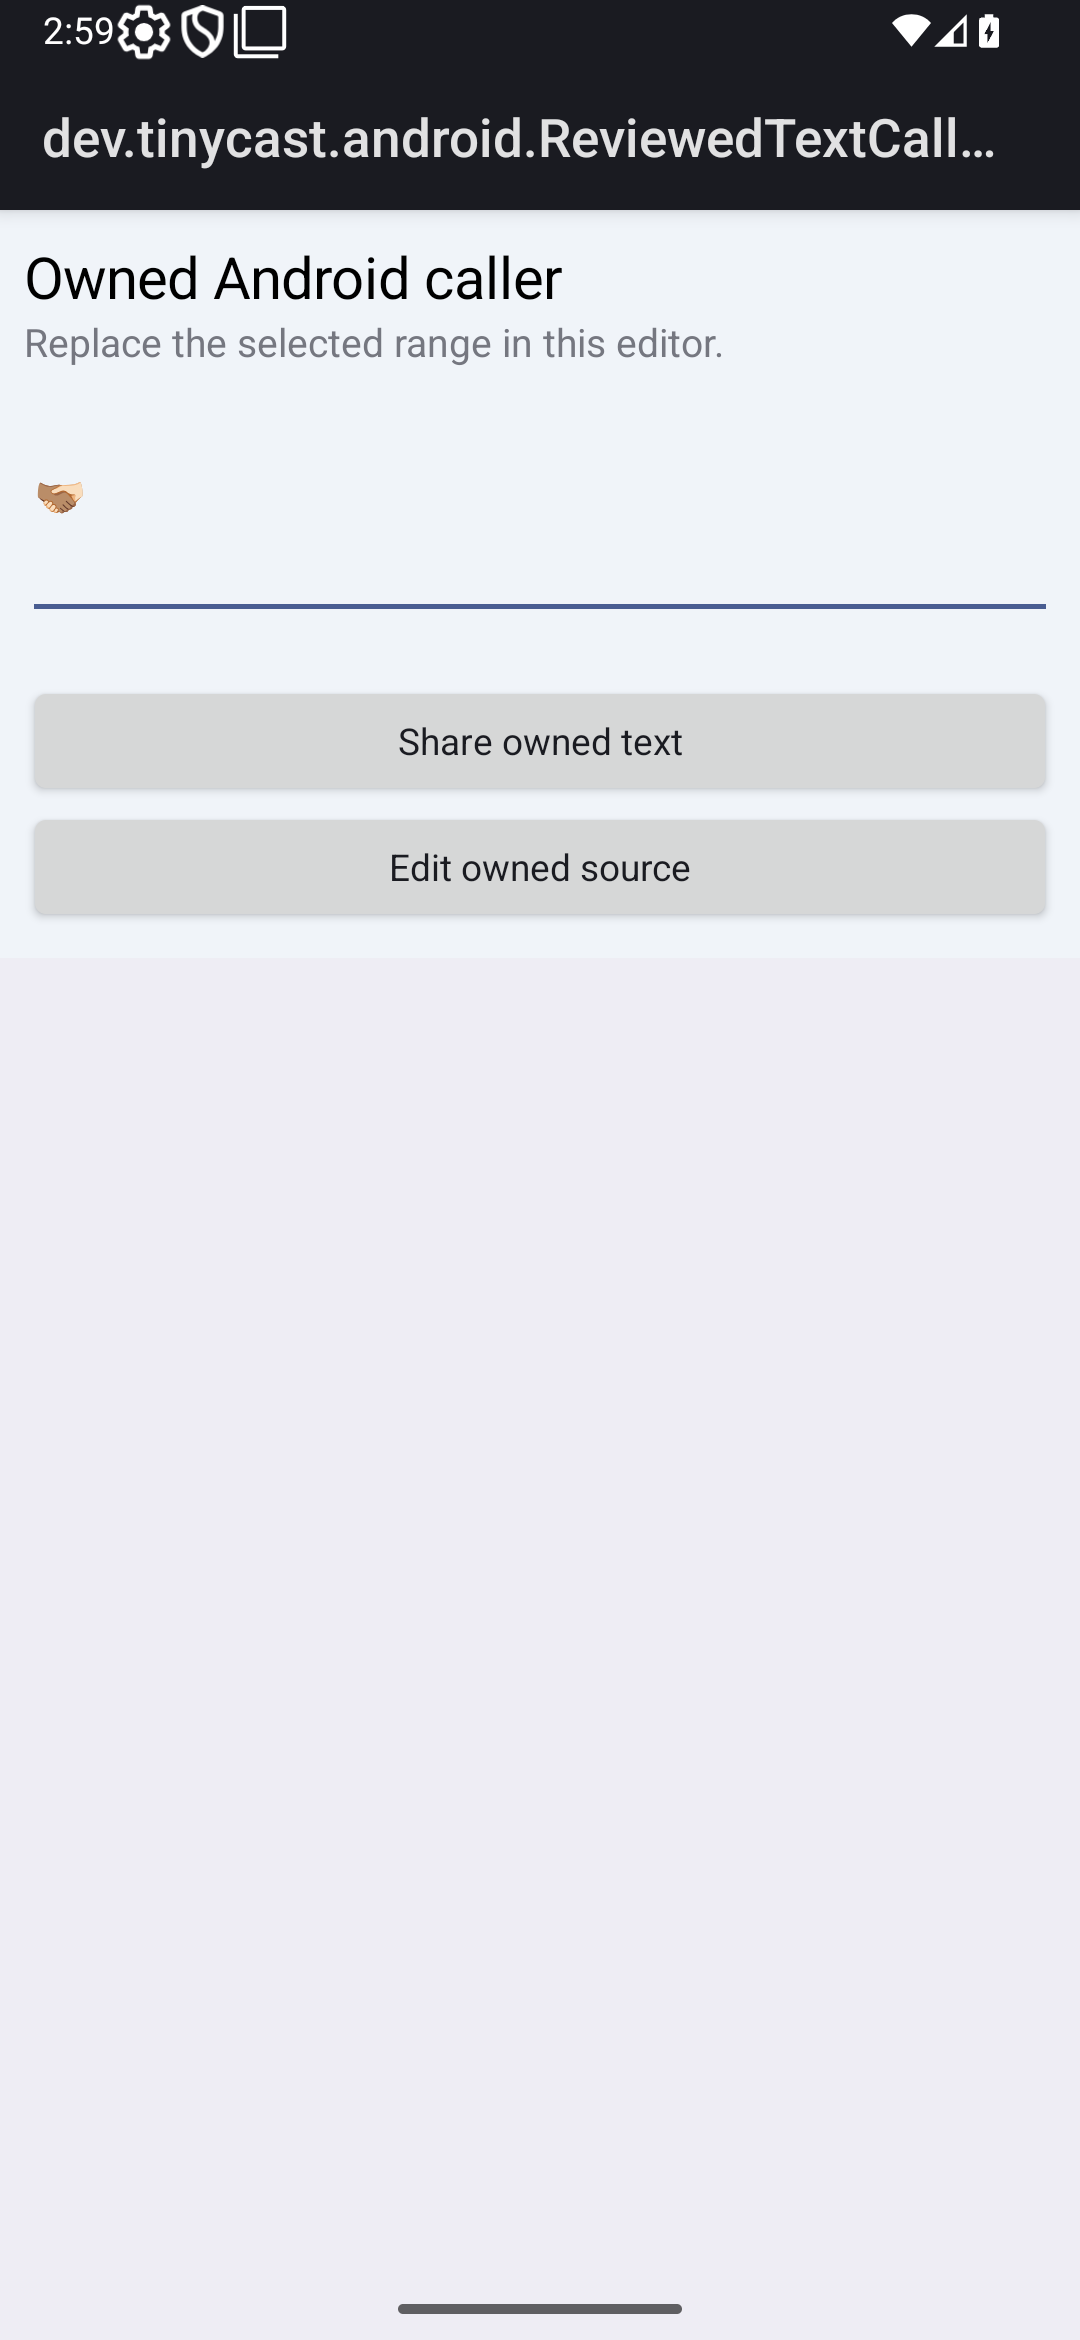 2:59
dev.tinycast.android.ReviewedTextCall…
Owned Android caller
Replace the selected range in this editor.
🫱🏽‍🫲🏻
Share owned text
Edit owned source